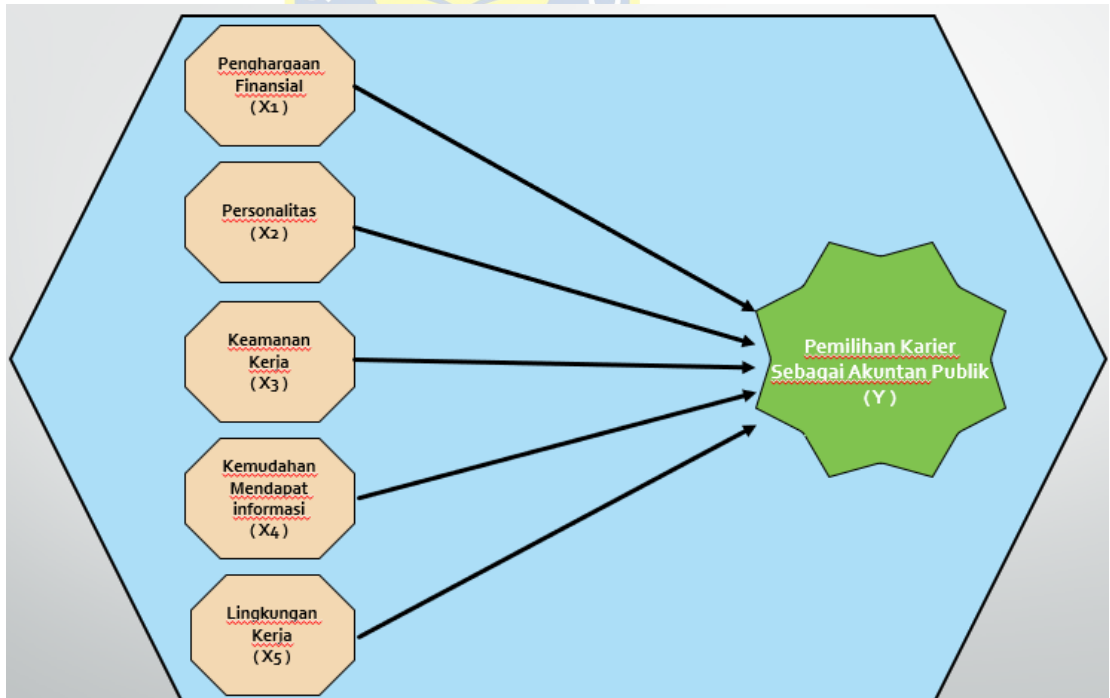 Penghargaan
Finansial
( X1 )
Personalitas
( X2 )
Keamanan
Kerja
( X3 )
Kemudahan
Mendapat
informasi
( X4 )
Lingkungan
Kerja
( X5 )
Pemilihan Karier
Sebagai Akuntan Publik
( Y )